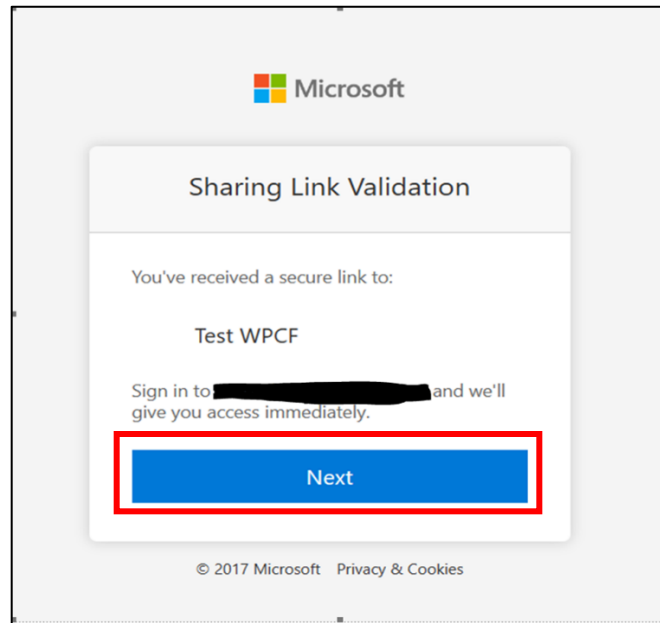 Microsoft
Sharing Link Validation
You've received a secure link to:
Test WPCF
Sign in to and we'll
give you access immediately.
Next
© 2017 Microsoft Privacy & Cookies